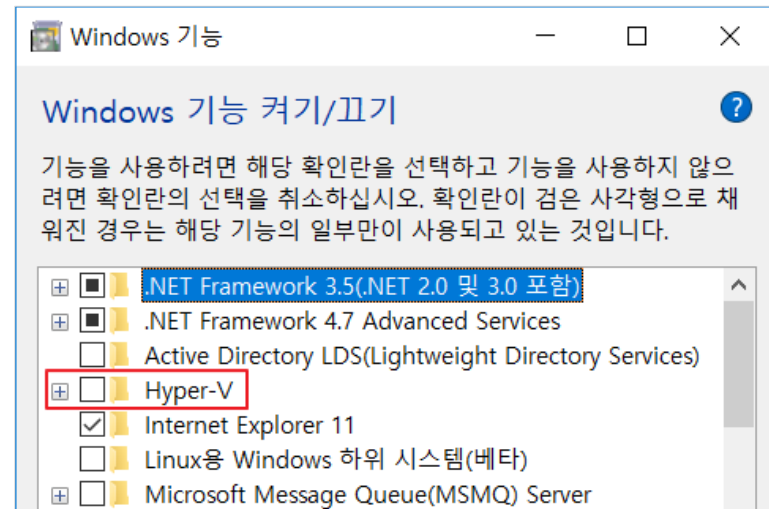 Windows 기능
Windows 기능 켜기/끄기
?
기능을 사용하려면 해당 확인란을 선택하고 기능을 사용하지 않으
려면 확인란의 선택을 취소하십시오. 확인란이 검은 사각형으로 채
워진 경우는 해당 기능의 일부만이 사용되고 있는 것입니다.
.NET Framework 3.5(.NET 2.0 및 3.0 포함)
.NET Framework 4.7 Advanced Services
Active Directory LDS(Lightweight Directory Services)
Hyper-V
Internet Explorer 11
Linux용 Windows 하위 시스템(베타)
Microsoft Message Queue(MSMQ) Server